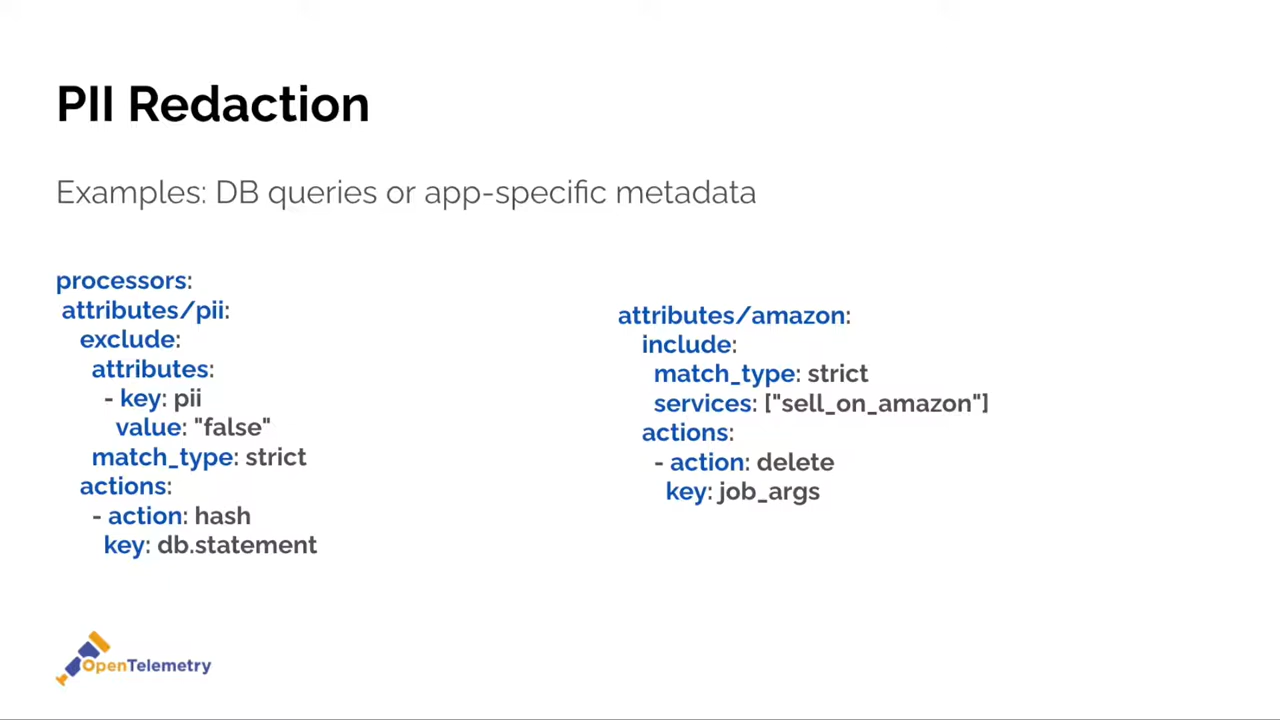 PII Redaction
Examples: DB queries or app-specific metadata
processors:
attributes/pii:
exclude:
attributes:
- key: pii
value: "false"
match_type: strict
actions:
- action: hash
key: db.statement
attributes/amazon:
include:
match_type: strict
services: ["sell_on_amazon"]
actions:
- action: delete
key: job_args
OpenTelemetry